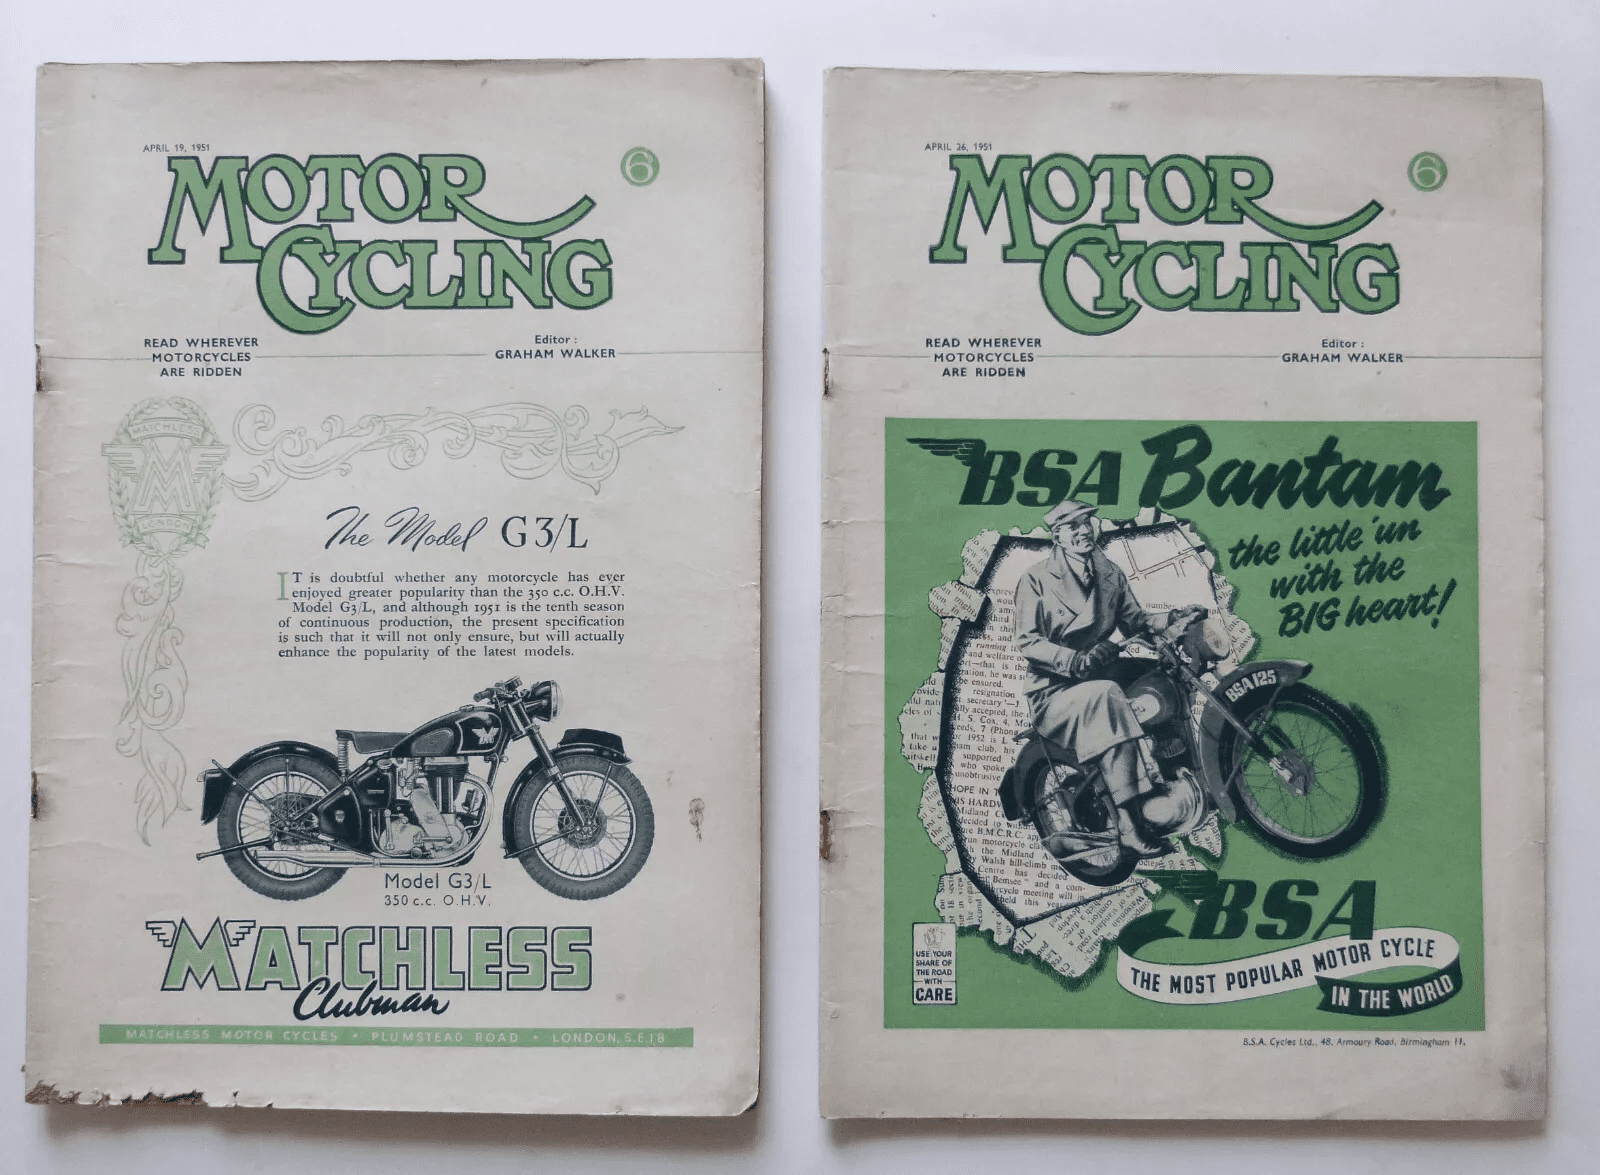 APRIL 19, 1951
6
MOTOR
CYCLING
READ WHEREVER
MOTORCYCLES
ARE RIDDEN
Editor :
GRAHAM WALKER
MATCHLESS
M
LONDON
The Model G3/L
IT is doubtful whether any motorcycle has ever
enjoyed greater popularity than the 350 c.c. O.H.V.
Model G3/L, and although 1951 is the tenth season
of continuous production, the present specification
is such that it will not only ensure, but will actually
enhance the popularity of the latest models.
M
Model G3/L
350 c.c. O.H.V.
MATCHLESS
Clubman
MATCHLESS MOTOR CYCLES • PLUMSTEAD ROAD • LONDON, S.E.18
APRIL 26, 1951
6
MOTOR
CYCLING
READ WHEREVER
MOTORCYCLES
ARE RIDDEN
Editor :
GRAHAM WALKER
BSA Bantam
the little 'un
with the
BIG heart!
BSA 125
BSA
THE MOST POPULAR MOTOR CYCLE
IN THE WORLD
USE YOUR
SHARE OF
THE ROAD
WITH
CARE
B.S.A. Cycles Ltd., 48, Armoury Road, Birmingham 11.